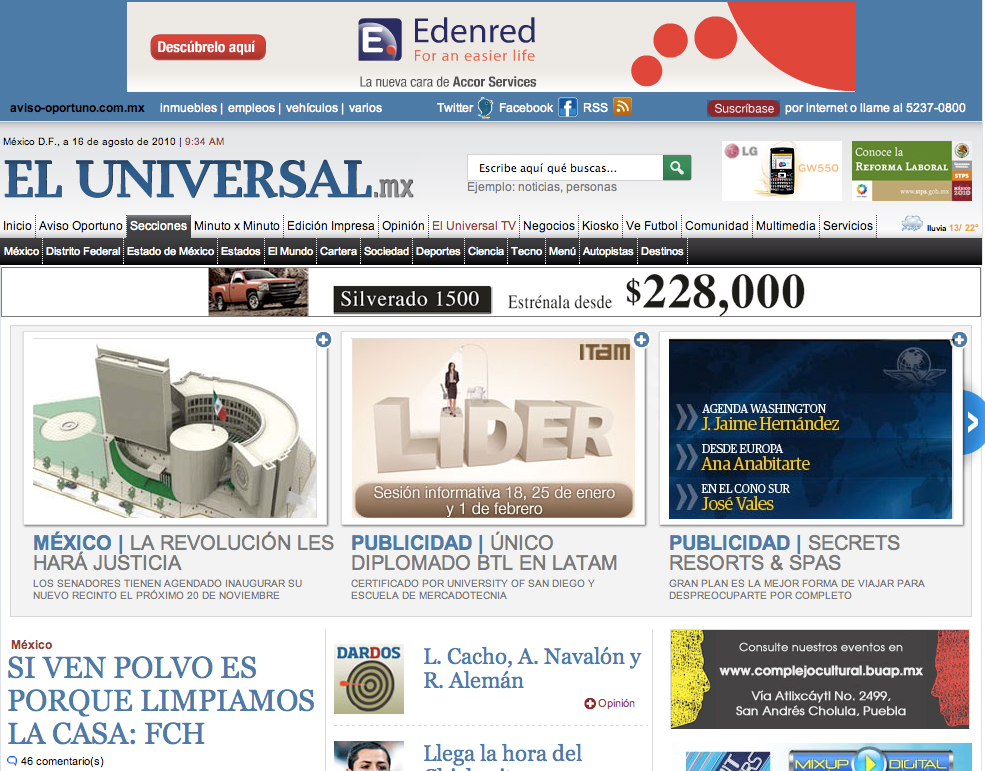 Descúbrelo aquí
E.
Edenred
For an easier life
La nueva cara de Accor Services
aviso-oportuno.com.mx inmuebles | empleos | vehículos | varios Twitter Facebook f RSS Suscríbase por internet o llame al 5237-0800
México D.F., a 16 de agosto de 2010 | 9:34 AM
EL UNIVERSAL.mx
Escribe aquí qué buscas...
Ejemplo: noticias, personas
LG
GW550
Conoce la
REFORMA LABORAL
STPS
www.stps.gob.mx
Inicio Aviso Oportuno Secciones Minuto x Minuto Edición Impresa Opinión El Universal TV Negocios Kiosko Ve Futbol Comunidad Multimedia Servicios lluvia 13/ 22°
México Distrito Federal Estado de México Estados El Mundo Cartera Sociedad Deportes Ciencia Tecno Menú Autopistas Destinos
Silverado 1500 Estrénala desde $228,000
ITAM
LIDER
Sesión informativa 18, 25 de enero
y 1 de febrero
AGENDA WASHINGTON
J. Jaime Hernández
DESDE EUROPA
Ana Anabitarte
EN EL CONO SUR
José Vales
MÉXICO | LA REVOLUCIÓN LES
HARÁ JUSTICIA
LOS SENADORES TIENEN AGENDADO INAUGURAR SU
NUEVO RECINTO EL PRÓXIMO 20 DE NOVIEMBRE
PUBLICIDAD | ÚNICO
DIPLOMADO BTL EN LATAM
CERTIFICADO POR UNIVERSITY OF SAN DIEGO Y
ESCUELA DE MERCADOTECNIA
PUBLICIDAD | SECRETS
RESORTS & SPAS
GRAN PLAN ES LA MEJOR FORMA DE VIAJAR PARA
DESPREOCUPARTE POR COMPLETO
México
SI VEN POLVO ES
PORQUE LIMPIAMOS
LA CASA: FCH
46 comentario(s)
DARDOS
L. Cacho, A. Navalón y
R. Alemán
Opinión
Llega la hora del
Consulte nuestros eventos en
www.complejocultural.buap.mx
Vía Atlixcáytl No. 2499,
San Andrés Cholula, Puebla
MIXUP DIGITAL